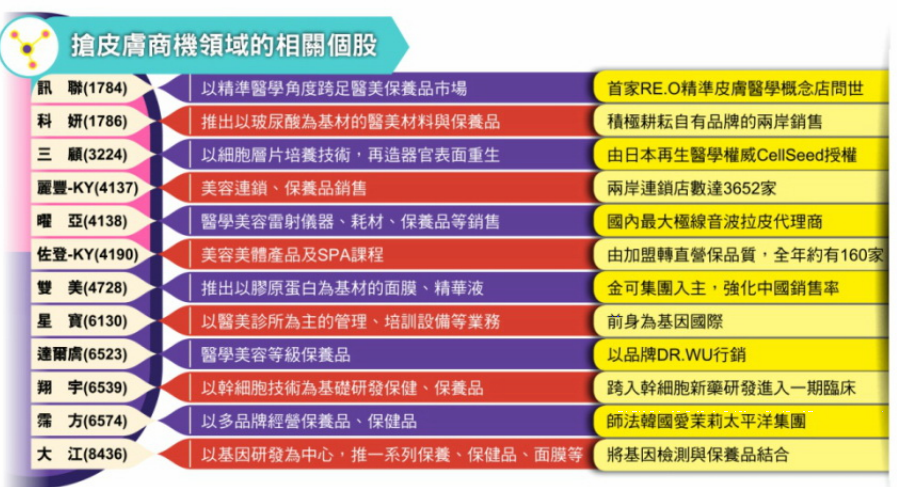 搶皮膚商機領域的相關個股
訊 聯(1784) 以精準醫學角度跨足醫美保養品市場 首家RE.O精準皮膚醫學概念店問世
科 妍(1786) 推出以玻尿酸為基材的醫美材料與保養品 積極耕耘自有品牌的兩岸銷售
三 顧(3224) 以細胞層片培養技術，再造器官表面重生 由日本再生醫學權威CellSeed授權
麗豐-KY(4137) 美容連鎖、保養品銷售 兩岸連鎖店數達3652家
曜 亞(4138) 醫學美容雷射儀器、耗材、保養品等銷售 國內最大極線音波拉皮代理商
佐登-KY(4190) 美容美體產品及SPA課程 由加盟轉直營保品質，全年約有160家
雙 美(4728) 推出以膠原蛋白為基材的面膜、精華液 金可集團入主，強化中國銷售率
星 寶(6130) 以醫美診所為主的管理、培訓設備等業務 前身為基因國際
達爾膚(6523) 醫學美容等級保養品 以品牌DR.WU行銷
翔 宇(6539) 以幹細胞技術為基礎研發保健、保養品 跨入幹細胞新藥研發進入一期臨床
霈 方(6574) 以多品牌經營保養品、保健品 師法韓國愛茉莉太平洋集團
大 江(8436) 以基因研發為中心，推一系列保養、保健品、面膜等 將基因檢測與保養品結合